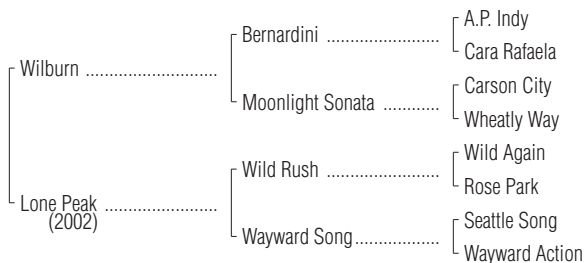 A.P. Indy
Bernardini ........................
Cara Rafaela
Wilburn ............................
Carson City
Moonlight Sonata ............
Wheatly Way
Wild Again
Wild Rush ........................
Rose Park
Lone Peak ........................
(2002)
Seattle Song
Wayward Song..................
Wayward Action